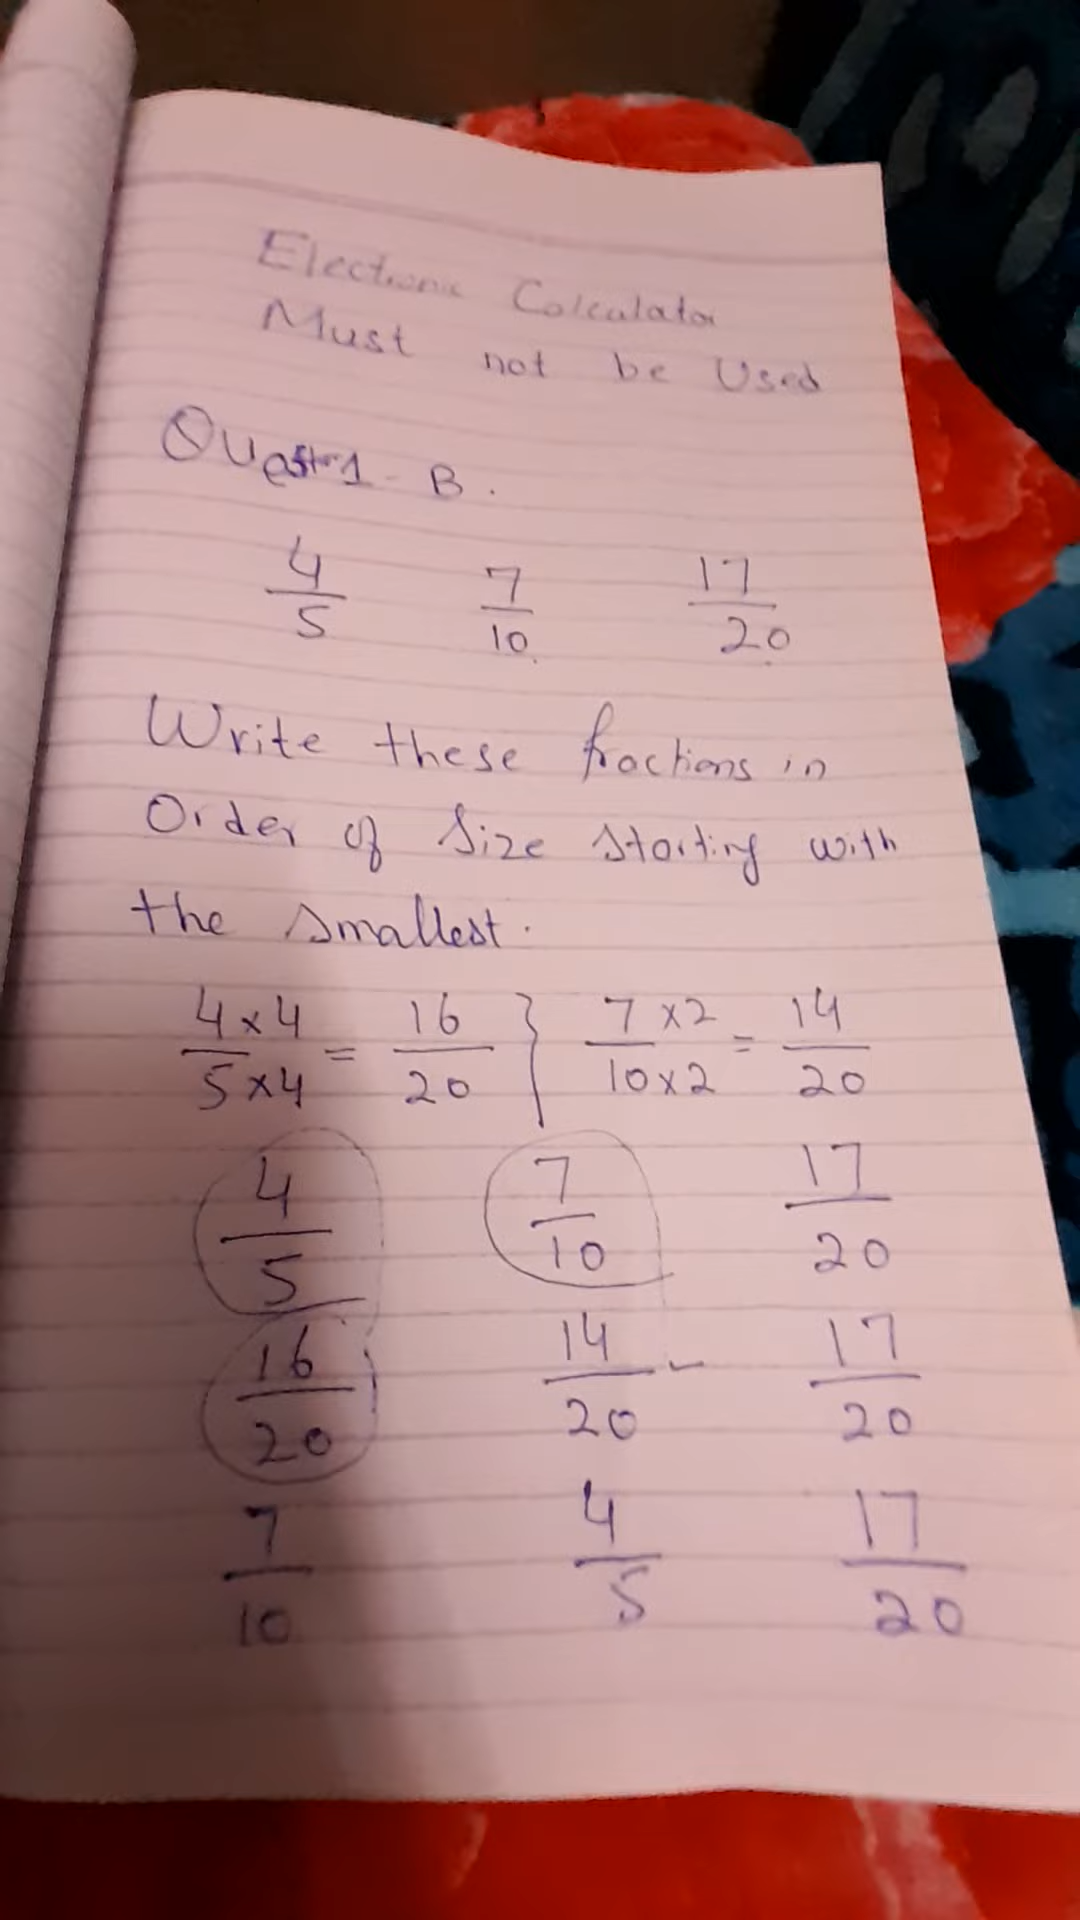 Electronic Calculator
Must not be Used
Quest-1 - B.
4/5 7/10 17/20
Write these fractions in
Order of Size starting with
the smallest.
4×4/5×4 = 16/20 } 7×2/10×2 = 14/20
4/5 7/10 17/20
16/20 14/20 - 17/20
7/10 4/5 17/20